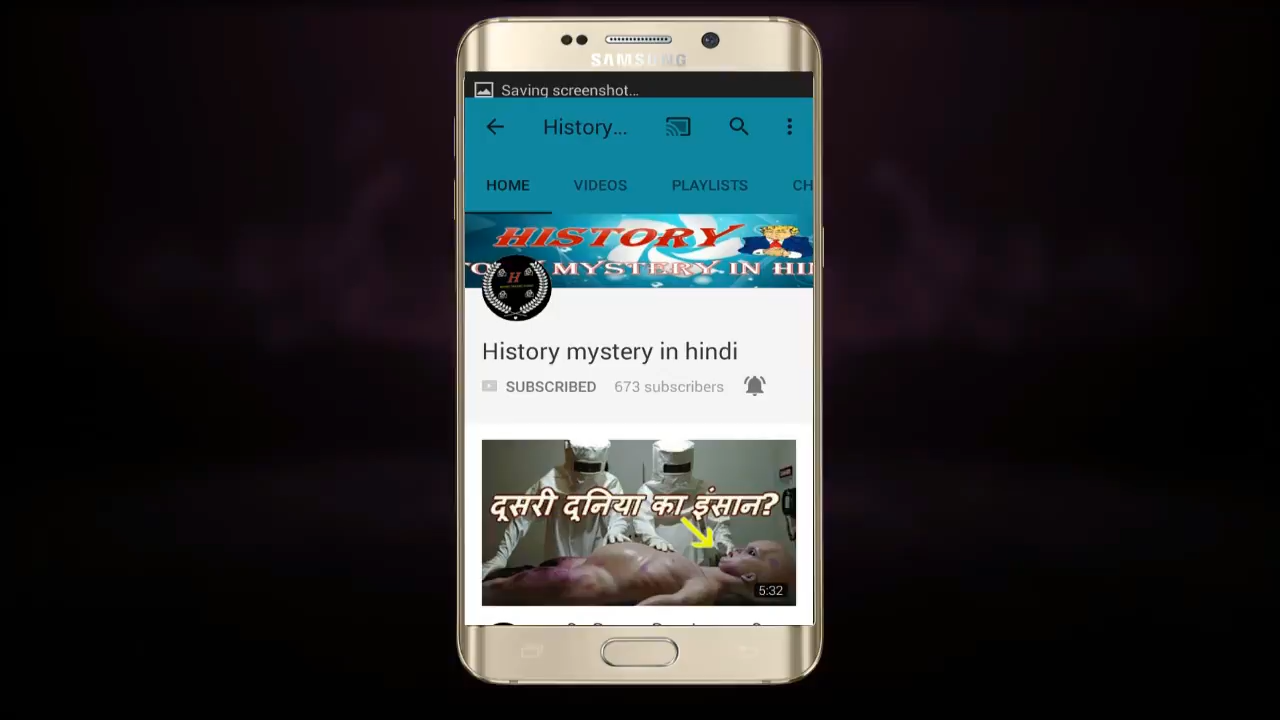 SAMSUNG
Saving screenshot...
History...
HOME VIDEOS PLAYLISTS CH
HISTORY
MYSTERY IN HI
H
History mystery in hindi
SUBSCRIBED 673 subscribers
दूसरी दुनिया का इंसान?
5:32